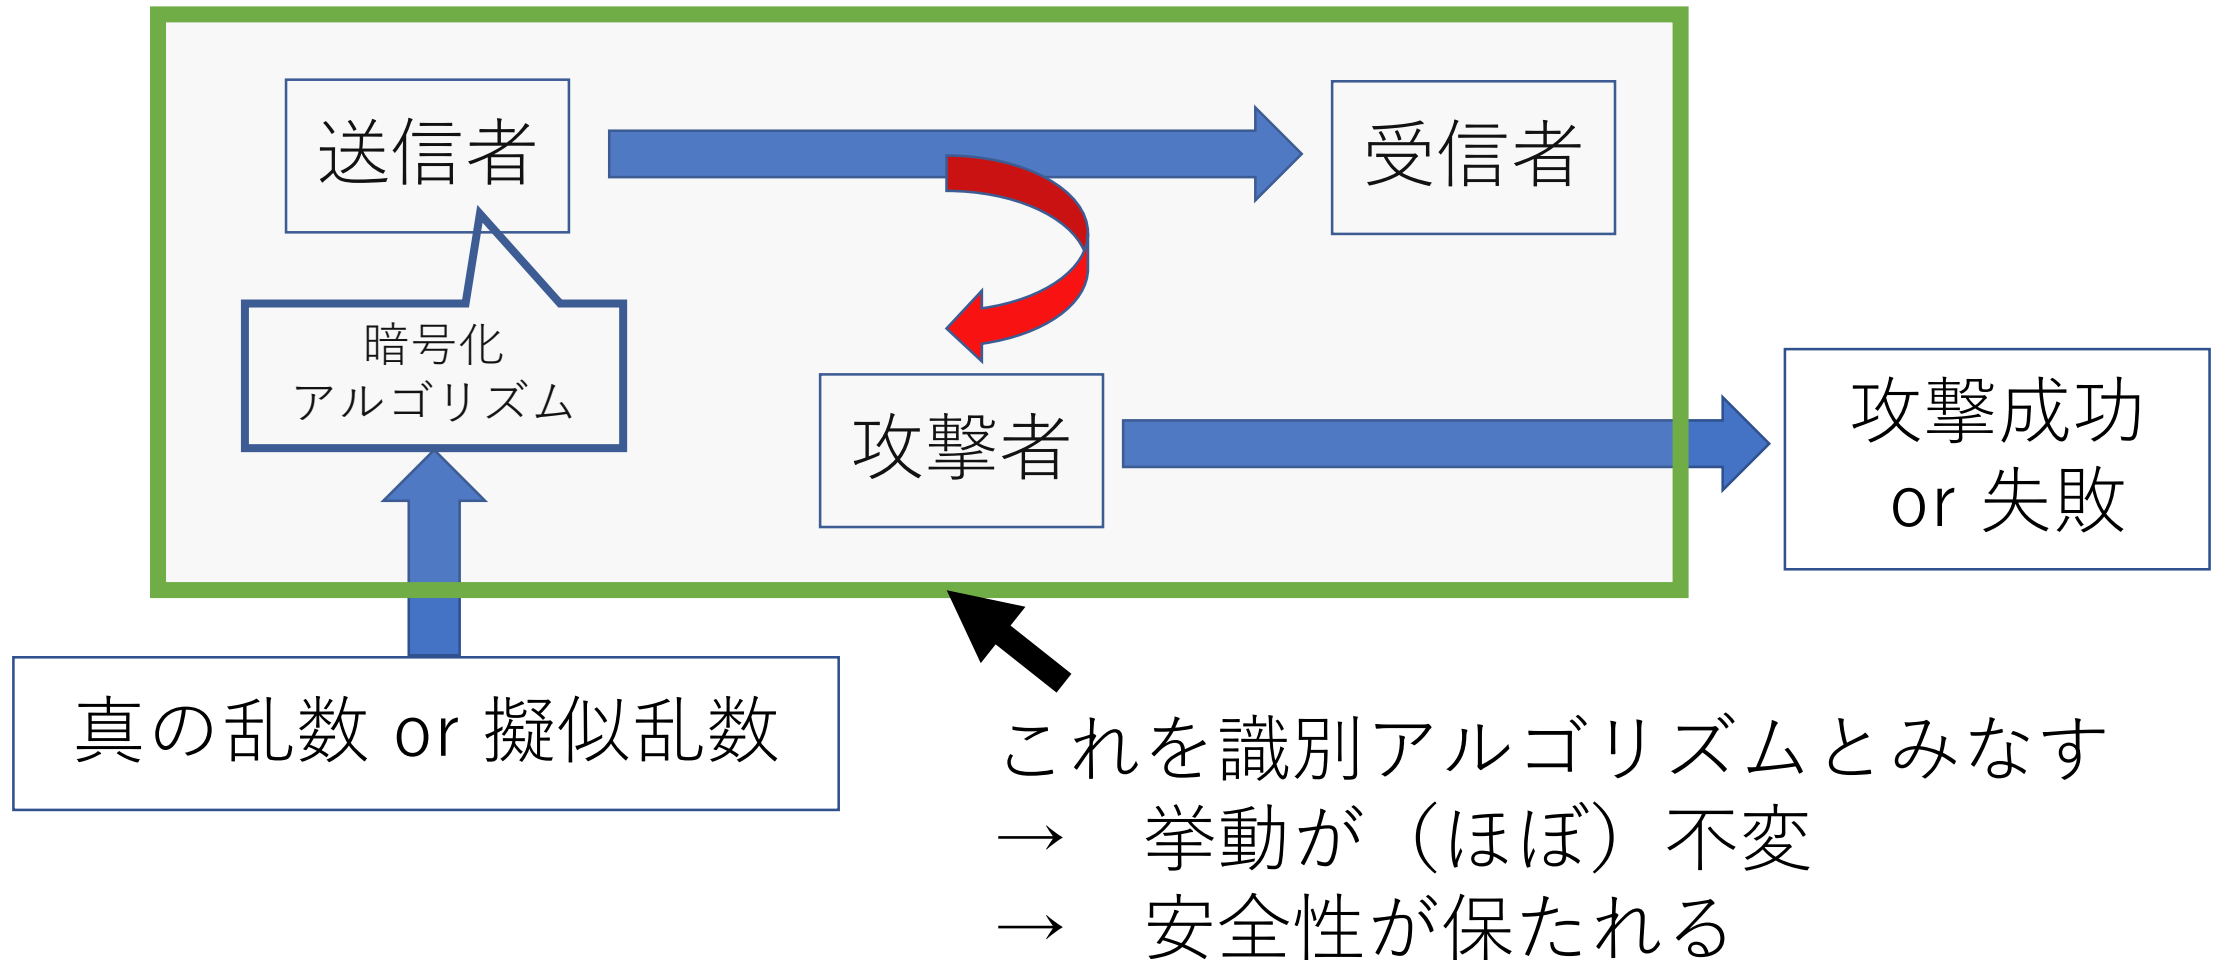 送信者
受信者
暗号化
アルゴリズム
攻撃者
攻撃成功
or 失敗
真の乱数 or 擬似乱数
これを識別アルゴリズムとみなす
→　挙動が（ほぼ）不変
→　安全性が保たれる